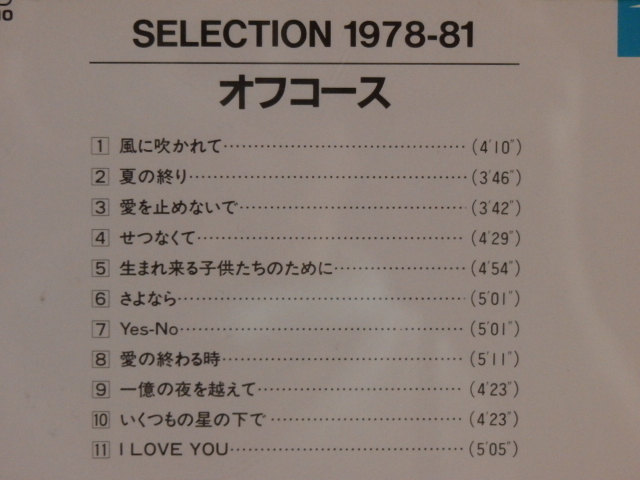 SELECTION 1978-81
オフコース
1 風に吹かれて (4'10")
2 夏の終り (3'46")
3 愛を止めないで (3'42")
4 せつなくて (4'29")
5 生まれ来る子供たちのために (4'54")
6 さよなら (5'01")
7 Yes-No (5'01")
8 愛の終わる時 (5'11")
9 一億の夜を越えて (4'23")
10 いくつもの星の下で (4'23")
11 I LOVE YOU (5'05")